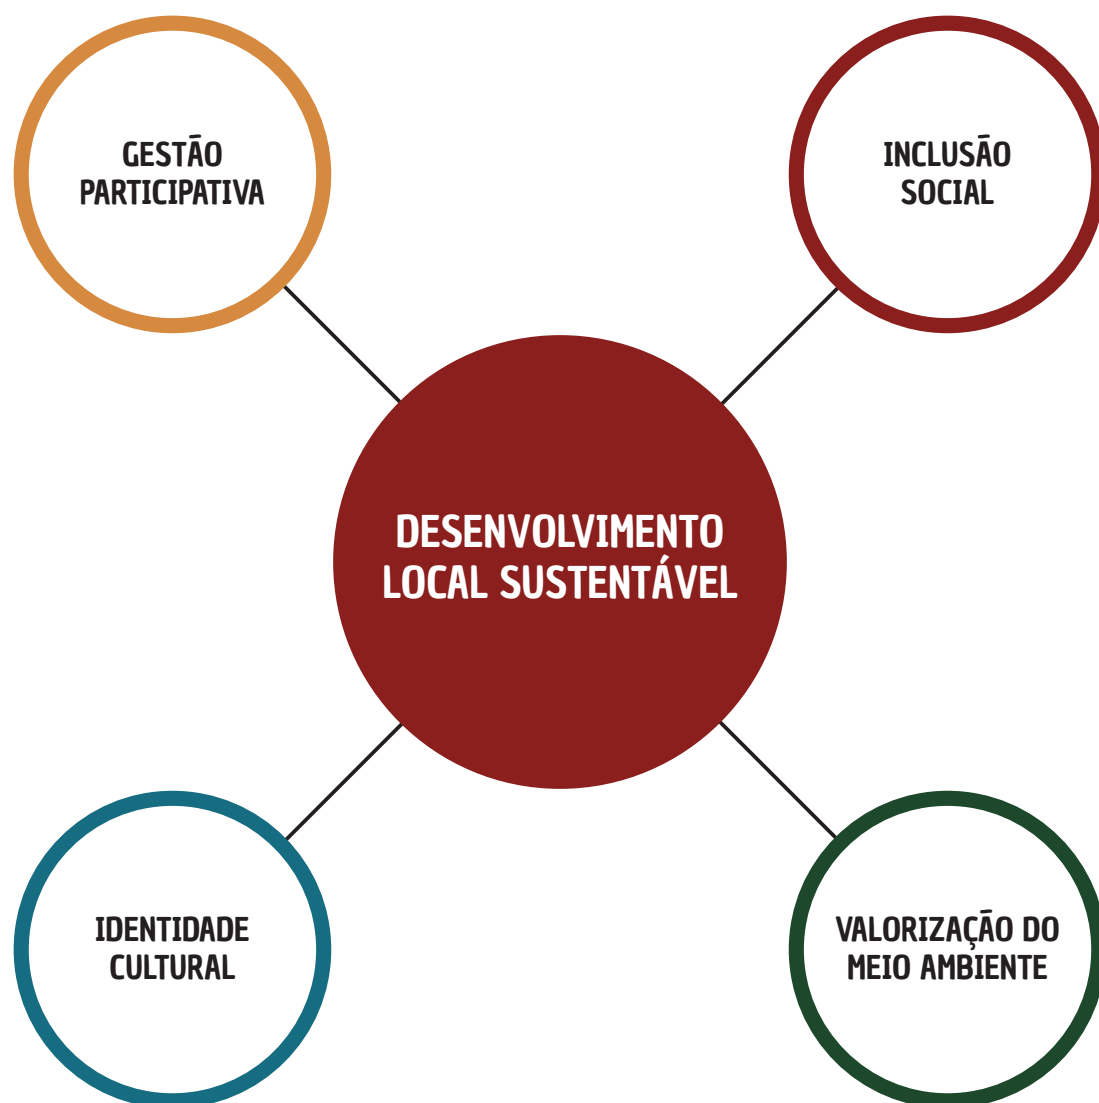 GESTÃO
PARTICIPATIVA
INCLUSÃO
SOCIAL
DESENVOLVIMENTO
LOCAL SUSTENTÁVEL
IDENTIDADE
CULTURAL
VALORIZAÇÃO DO
MEIO AMBIENTE